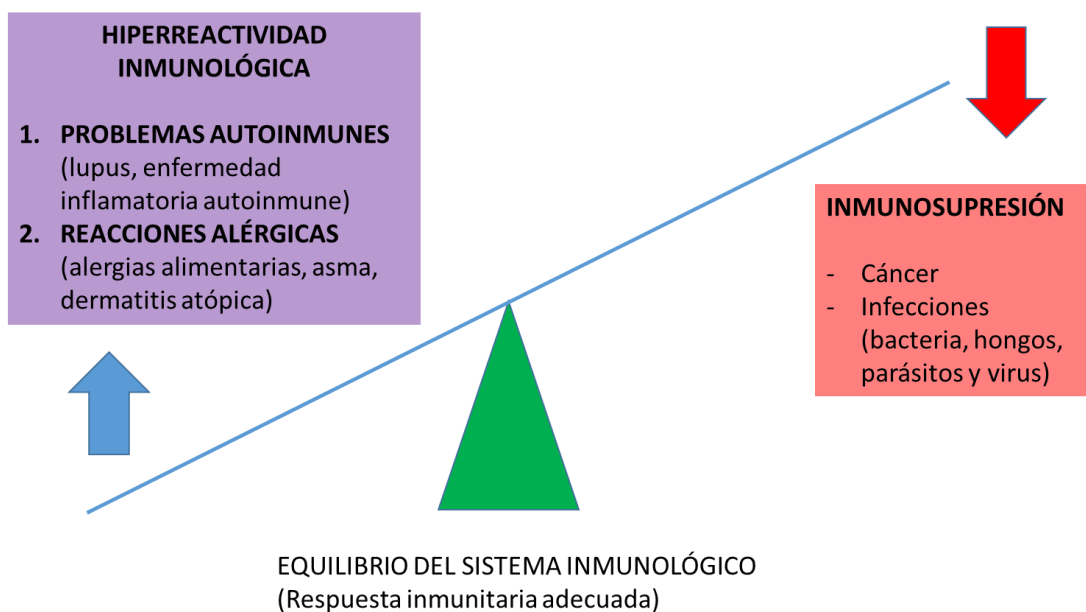 HIPERREACTIVIDAD
INMUNOLÓGICA
1. PROBLEMAS AUTOINMUNES
(lupus, enfermedad
inflamatoria autoinmune)
2. REACCIONES ALÉRGICAS
(alergias alimentarias, asma,
dermatitis atópica)
INMUNOSUPRESIÓN
- Cáncer
- Infecciones
(bacteria, hongos,
parásitos y virus)
EQUILIBRIO DEL SISTEMA INMUNOLÓGICO
(Respuesta inmunitaria adecuada)